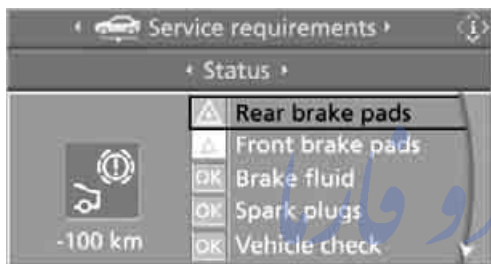 Service requirements
Status
Rear brake pads
Front brake pads
OK Brake fluid
OK Spark plugs
-100 km
OK Vehicle check